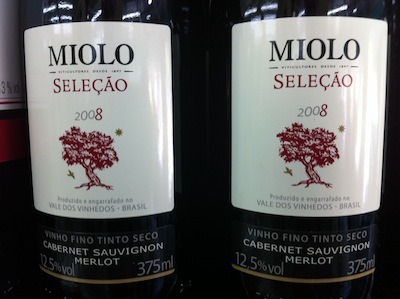 MIOLO
VITICULTORES DESDE 1897
SELEÇÃO
2008
Produzido e engarrafado no
VALE DOS VINHEDOS - BRASIL
VINHO FINO TINTO SECO
CABERNET SAUVIGNON
MERLOT
12,5%vol 375ml
MIOLO
VITICULTORES DESDE 1897
SELEÇÃO
2008
Produzido e engarrafado no
VALE DOS VINHEDOS - BRASIL
VINHO FINO TINTO SECO
CABERNET SAUVIGNON
MERLOT
12,5%vol 375ml